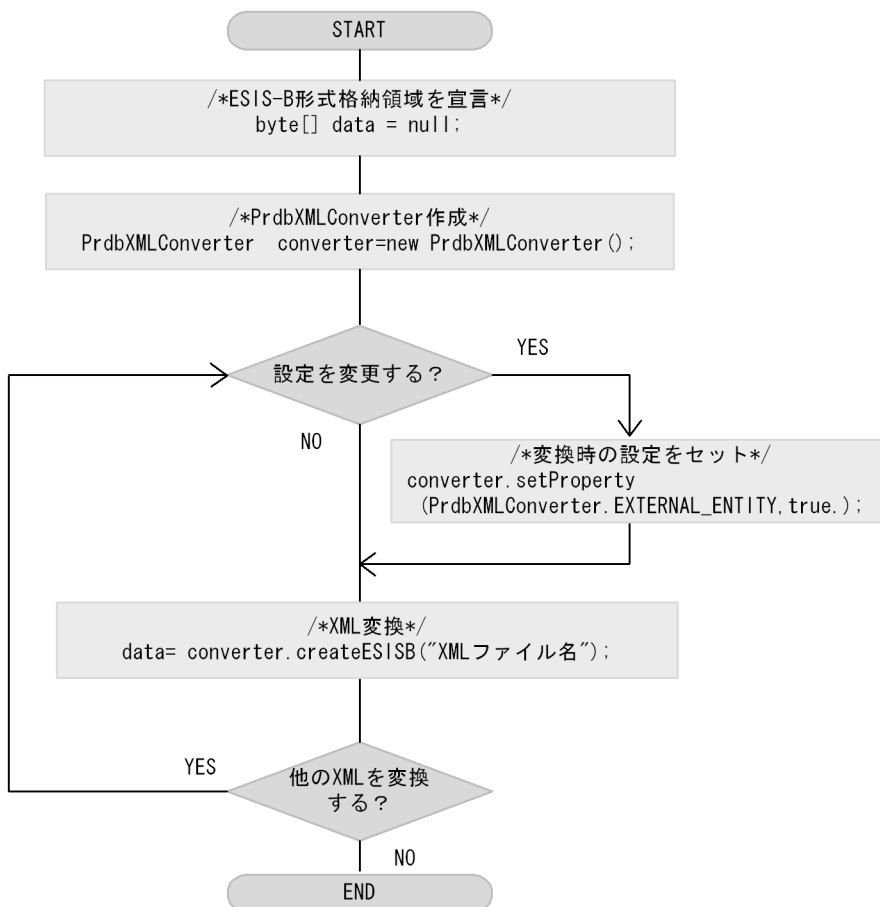 START
/*ESIS-B形式格納領域を宣言*/
byte[] data = null;
/*PrdbXMLConverter作成*/
PrdbXMLConverter  converter=new PrdbXMLConverter();
設定を変更する？
YES
NO
/*変換時の設定をセット*/
converter.setProperty
(PrdbXMLConverter.EXTERNAL_ENTITY,true.);
/*XML変換*/
data= converter.createESISB("XMLファイル名");
他のXMLを変換
する？
YES
NO
END